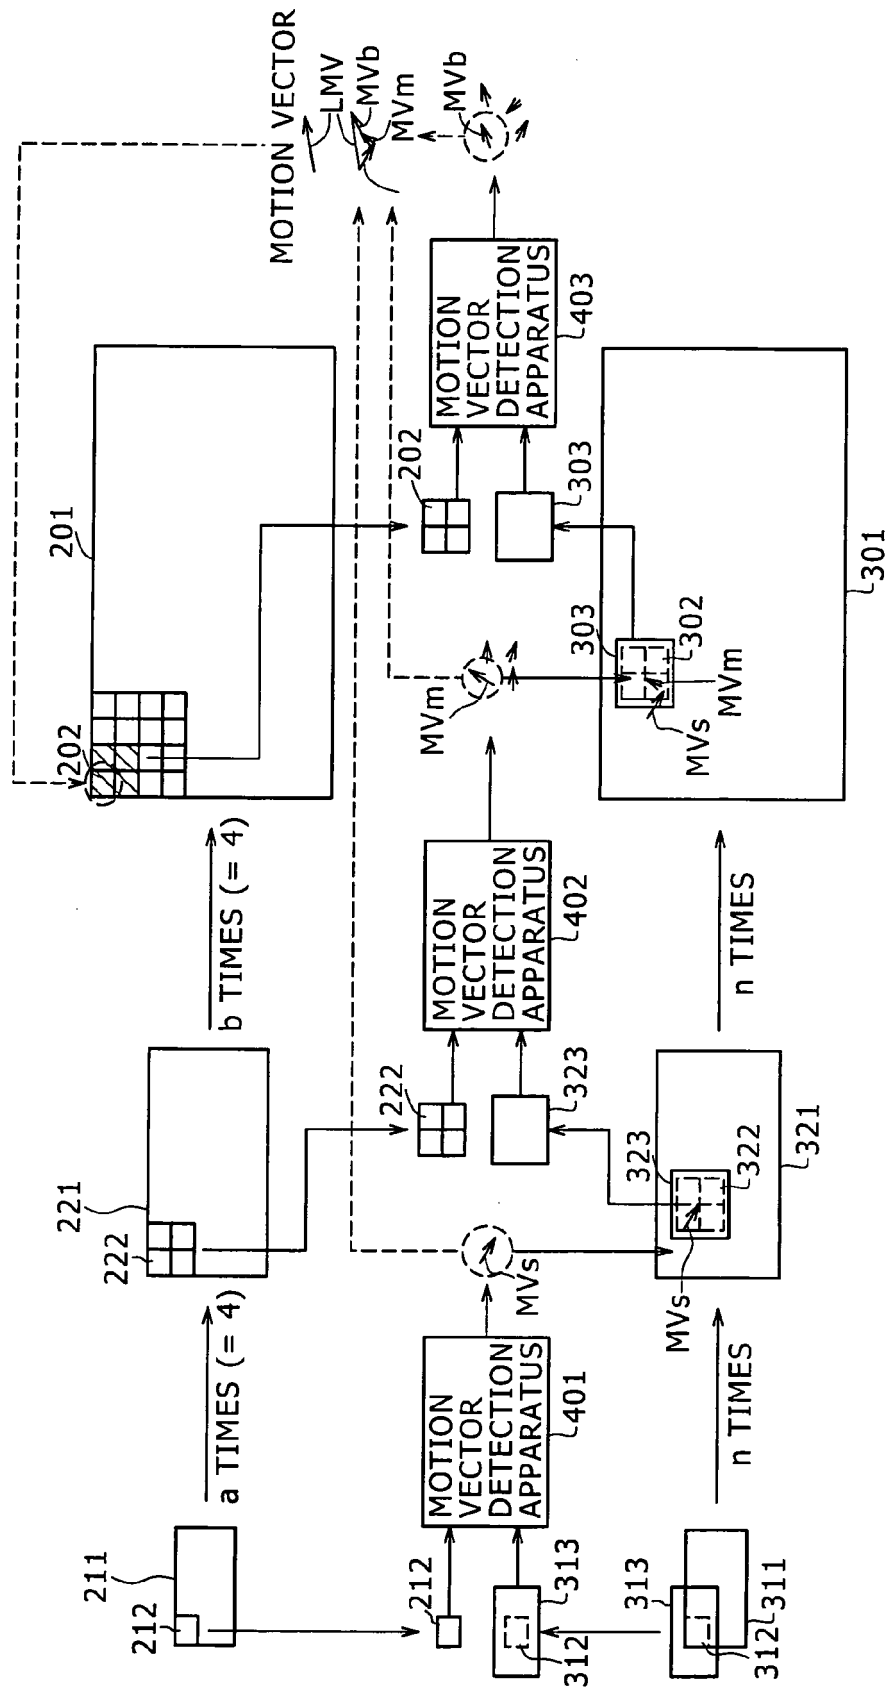 MOTION VECTOR
LMV
MVb
MVm
MVb
201
202
b TIMES (= 4)
221
222
a TIMES (= 4)
211
212
212
MOTION
VECTOR
DETECTION
APPARATUS
401
MVs
222
MOTION
VECTOR
DETECTION
APPARATUS
402
MVm
202
MOTION
VECTOR
DETECTION
APPARATUS
403
313
312
323
303
313
312
311
n TIMES
323
322
321
MVs
n TIMES
303
302
MVs
MVm
301